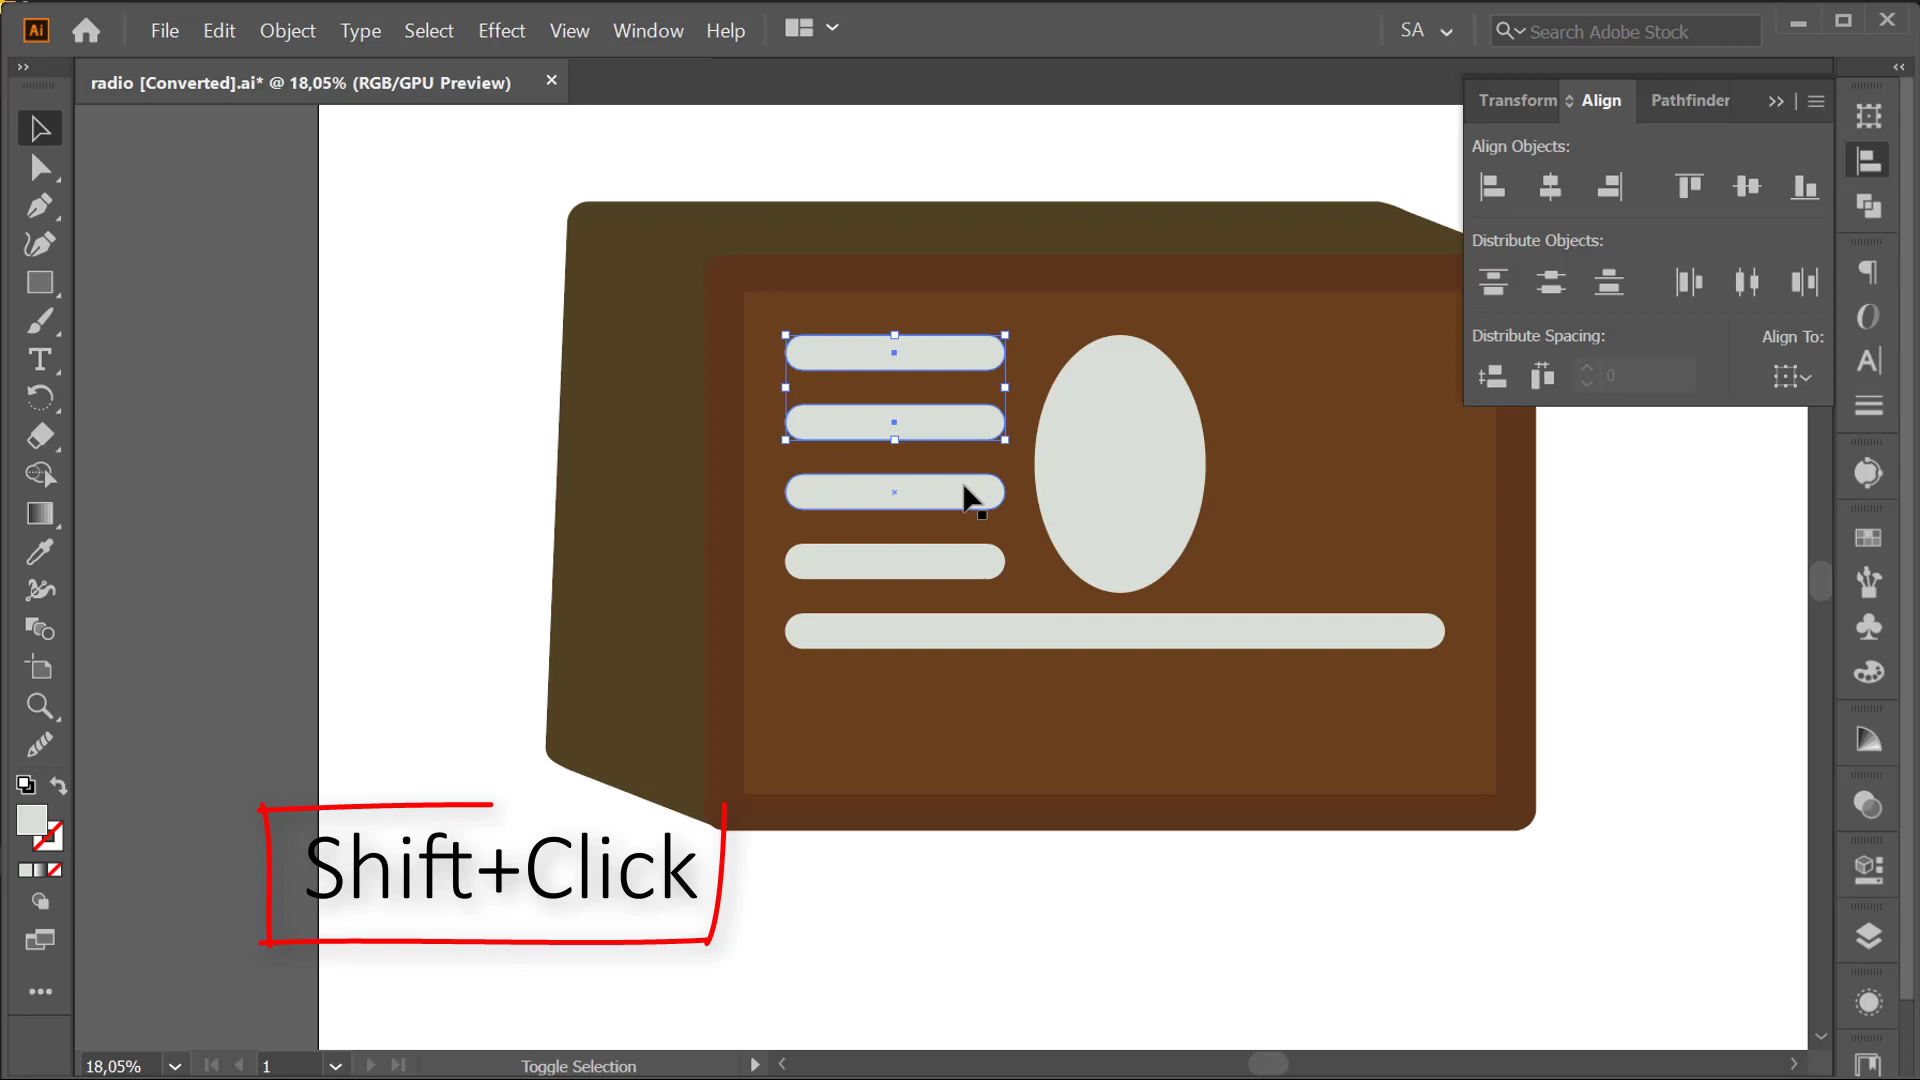 Ai
File Edit Object Type Select Effect View Window Help
SA
Search Adobe Stock
radio [Converted].ai* @ 18,05% (RGB/GPU Preview)
Transform Align Pathfinder
Align Objects:
Distribute Objects:
Distribute Spacing: Align To:
0
Shift+Click
18,05%
1
Toggle Selection